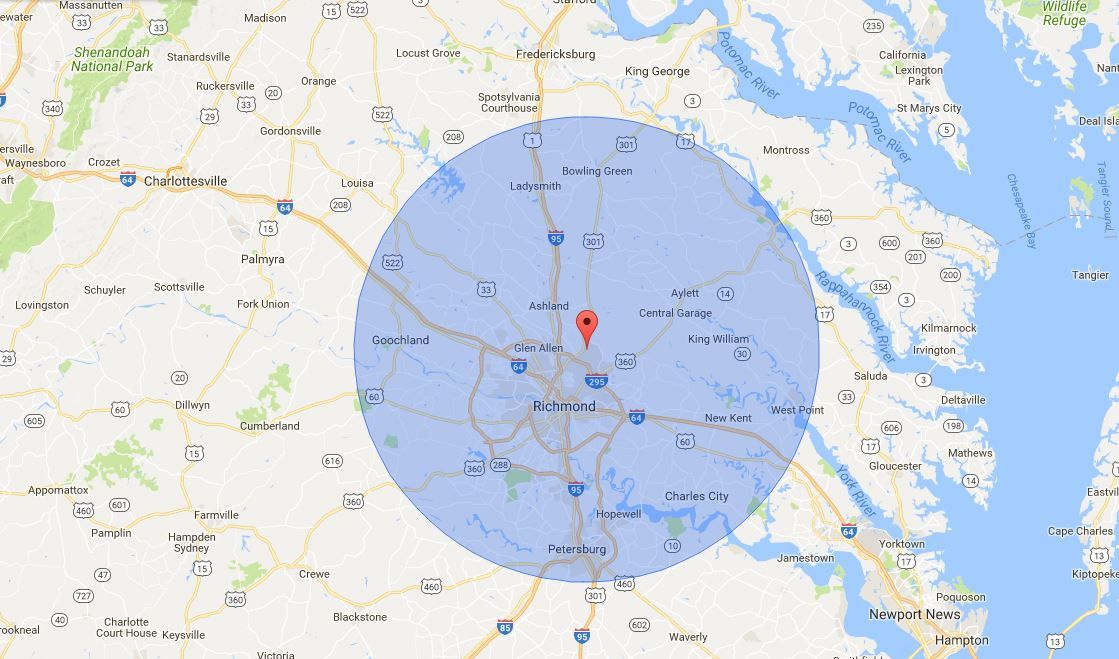 Massanutten
Madison
15
522
3
Stafford
Wildlife
Refuge
33
33
235
Shenandoah
National Park
Stanardsville
Locust Grove
Fredericksburg
Potomac River
California
Lexington
Park
Orange
King George
Ruckersville
20
33
Spotsylvania
Courthouse
3
340
29
522
St Marys City
Potomac River
Deal Isla
Gordonsville
208
1
301
17
5
Waynesboro
Crozet
Louisa
Bowling Green
Montross
64
Charlottesville
Ladysmith
Chesapeake Bay
Tangier Sound
64
208
15
95
301
360
3
600
360
201
Palmyra
522
200
Tangier
Schuyler
Scottsville
33
Aylett
14
Rappahannock River
354
3
Lovingston
Fork Union
Ashland
Central Garage
17
Kilmarnock
Goochland
Glen Allen
King William
Irvington
29
64
360
30
20
295
Saluda
3
60
33
Deltaville
605
60
Dillwyn
Richmond
64
New Kent
West Point
Cumberland
60
606
198
15
616
17
Mathews
360
288
Gloucester
14
Appomattox
95
Charles City
York River
460
601
360
Farmville
Hopewell
Pamplin
64
Cape Charles
Hampden
Sydney
Petersburg
10
Jamestown
Yorktown
13
15
17
47
Crewe
460
460
727
360
301
Poquoson
Blackstone
Newport News
40
Charlotte
Court House
Keysville
85
95
602
Waverly
Hampton
13
Victoria